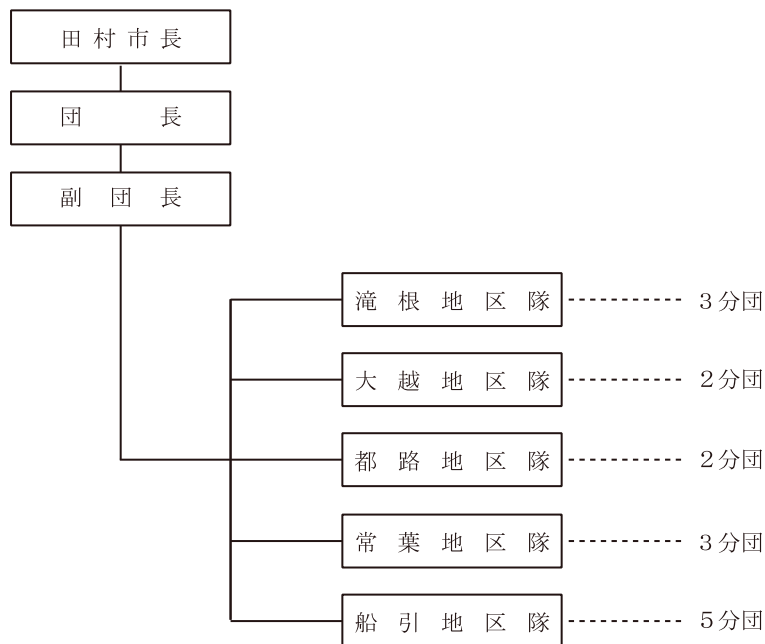 田村市長
団長
副団長
滝根地区隊 3分団
大越地区隊 2分団
都路地区隊 2分団
常葉地区隊 3分団
船引地区隊 5分団